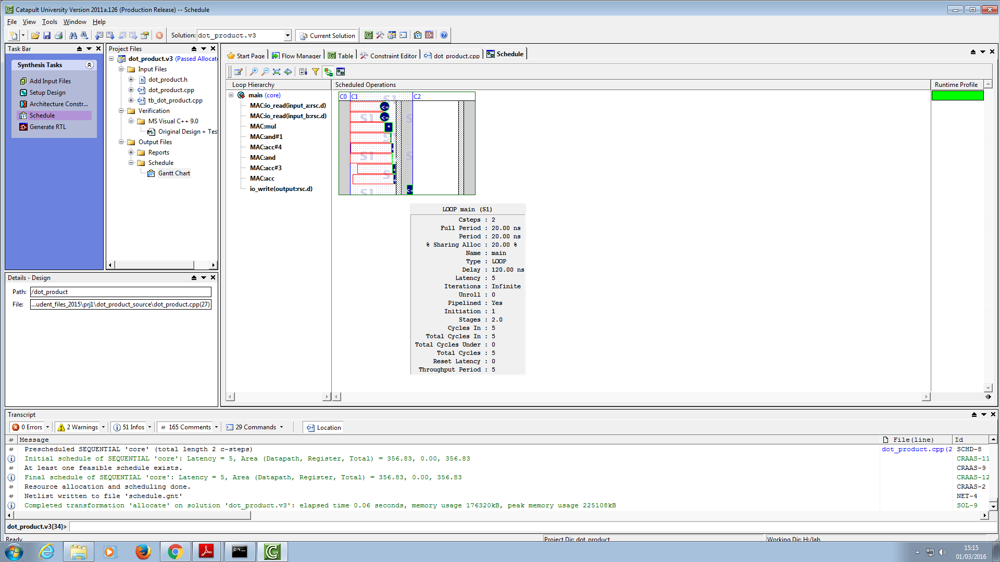 Catapult University Version 2011a.126 (Production Release) -- Schedule
File View Tools Window Help
Solution: dot_product.v3 Current Solution
Task Bar
Synthesis Tasks
Add Input Files
Setup Design
Architecture Constr...
Schedule
Generate RTL
Project Files
dot_product.v3 (Passed Allocate
Input Files
dot_product.h
dot_product.cpp
tb_dot_product.cpp
Verification
MS Visual C++ 9.0
Original Design + Tes
Output Files
Reports
Schedule
Gantt Chart
Details - Design
Path: /dot_product
File: ...udent_files_2015\prj1\dot_product_source\dot_product.cpp(27)
Start Page Flow Manager Table Constraint Editor dot_product.cpp Schedule
Loop Hierarchy Scheduled Operations Runtime Profile
main (core)
MAC:io_read(input_a:rsc.d)
MAC:io_read(input_b:rsc.d)
MAC:mul
MAC:and#1
MAC:acc#4
MAC:and
MAC:acc#3
MAC:acc
io_write(output:rsc.d)
C0 C1 C2
LOOP main (S1)
Csteps : 2
Full Period : 20.00 ns
Period : 20.00 ns
% Sharing Alloc : 20.00 %
Name : main
Type : LOOP
Delay : 120.00 ns
Latency : 5
Iterations : Infinite
Unroll : 0
Pipelined : Yes
Initiation : 1
Stages : 2.0
Cycles In : 5
Total Cycles In : 5
Total Cycles Under : 0
Total Cycles : 5
Reset Latency : 0
Throughput Period : 5
Transcript
0 Errors 2 Warnings 51 Infos # 165 Comments 29 Commands Location
# Message File(line) Id
# Prescheduled SEQUENTIAL 'core' (total length 2 c-steps) dot_product.cpp(2 SCHD-8
Initial schedule of SEQUENTIAL 'core': Latency = 5, Area (Datapath, Register, Total) = 356.83, 0.00, 356.83 CRAAS-11
# At least one feasible schedule exists. CRAAS-9
Final schedule of SEQUENTIAL 'core': Latency = 5, Area (Datapath, Register, Total) = 356.83, 0.00, 356.83 CRAAS-12
# Resource allocation and scheduling done. CRAAS-2
# Netlist written to file 'schedule.gnt' NET-4
Completed transformation 'allocate' on solution 'dot_product.v3': elapsed time 0.06 seconds, memory usage 176320kB, peak memory usage 225108kB SOL-9
dot_product.v3{34}>
Ready Project Dir: dot_product Working Dir: H:/lab
15:15
01/03/2016